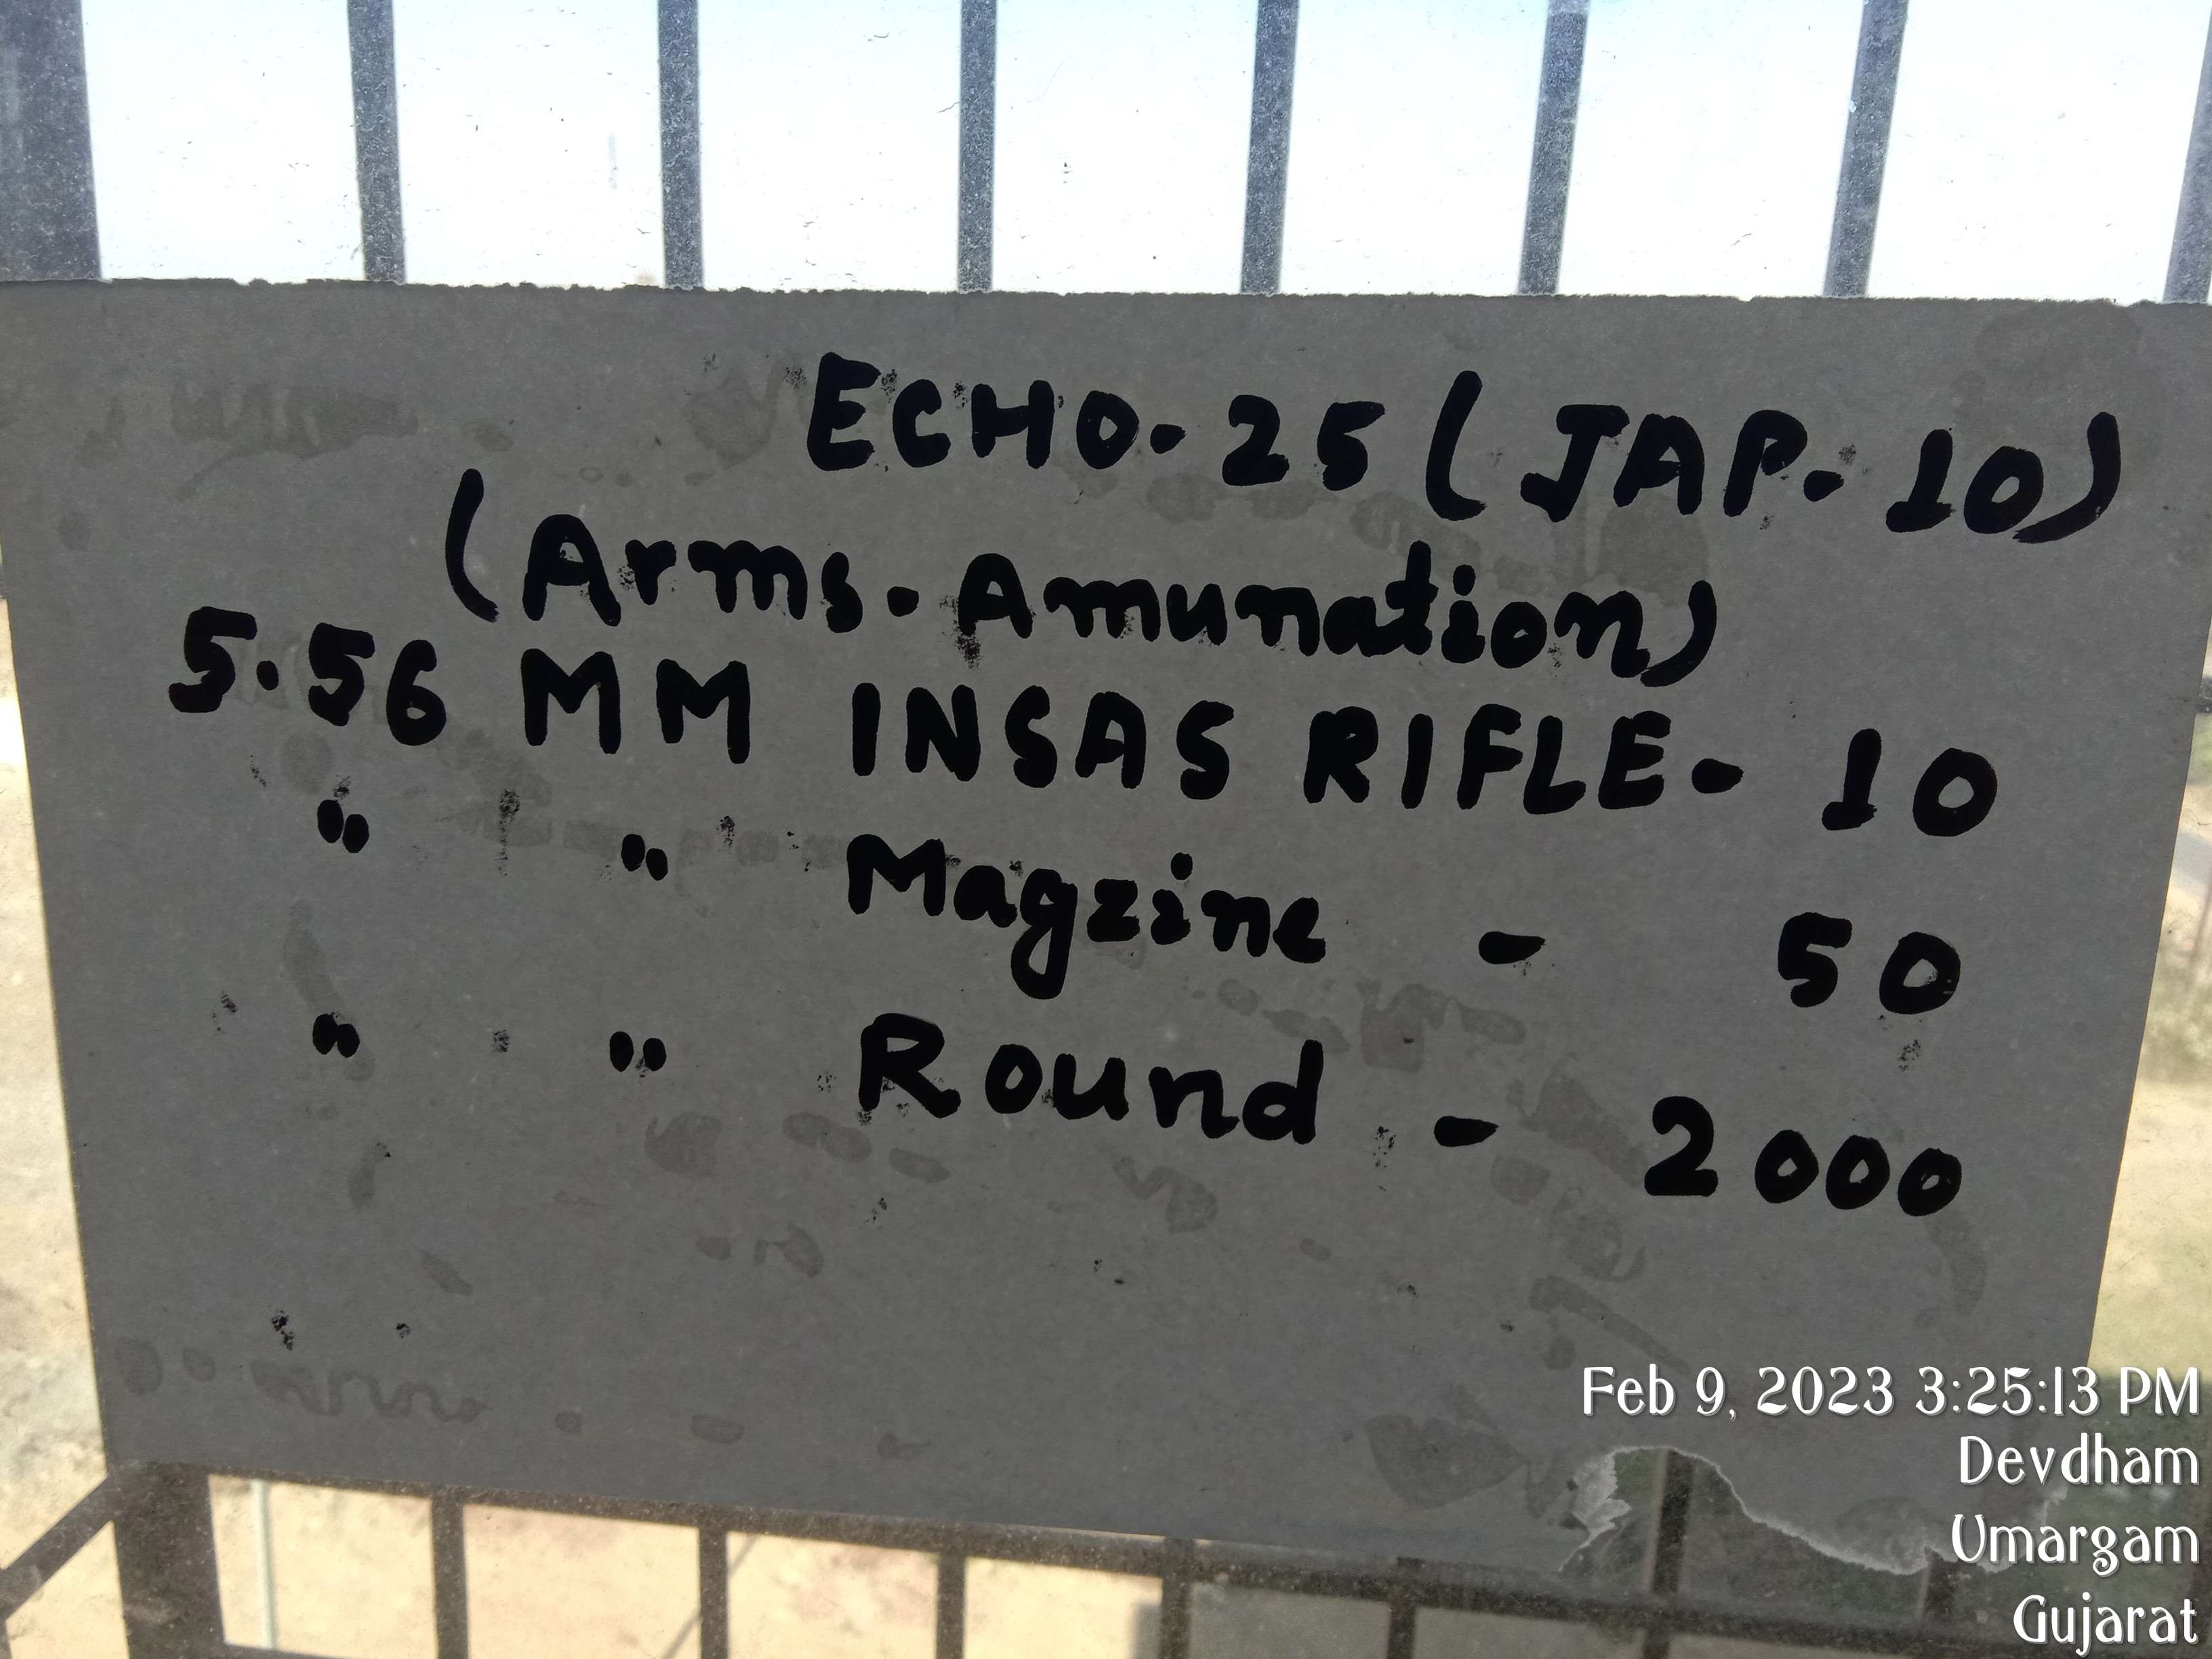 ECHO-25 (JAP-10)
(Arms-Amunation)
5.56 MM INSAS RIFLE- 10
" " Magzine - 50
" " Round - 2000
Feb 9, 2023 3:25:13 PM
Devdham
Umargam
Gujarat